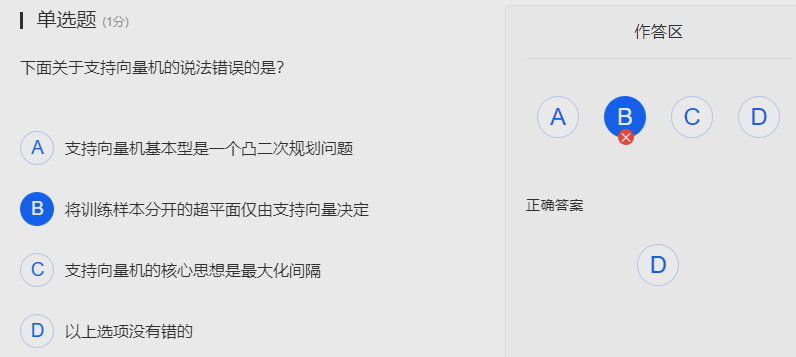 单选题 (1分)
下面关于支持向量机的说法错误的是?
A 支持向量机基本型是一个凸二次规划问题
B 将训练样本分开的超平面仅由支持向量决定
C 支持向量机的核心思想是最大化间隔
D 以上选项没有错的
作答区
A B C D
正确答案
D